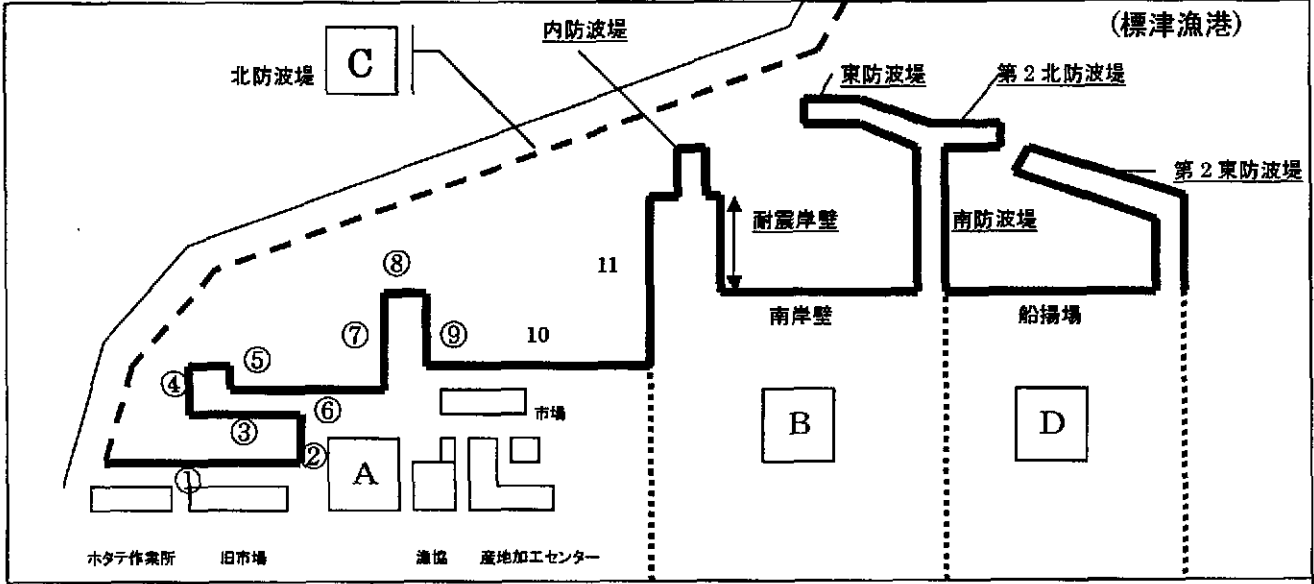 (標津漁港)
内防波堤
北防波堤
C
東防波堤
第2北防波堤
第2東防波堤
耐震岸壁
南防波堤
11
⑧
⑦
⑨
10
南岸壁
船揚場
⑤
④
⑥
③
②
①
市場
A
B
D
ホタテ作業所
旧市場
漁協
産地加工センター